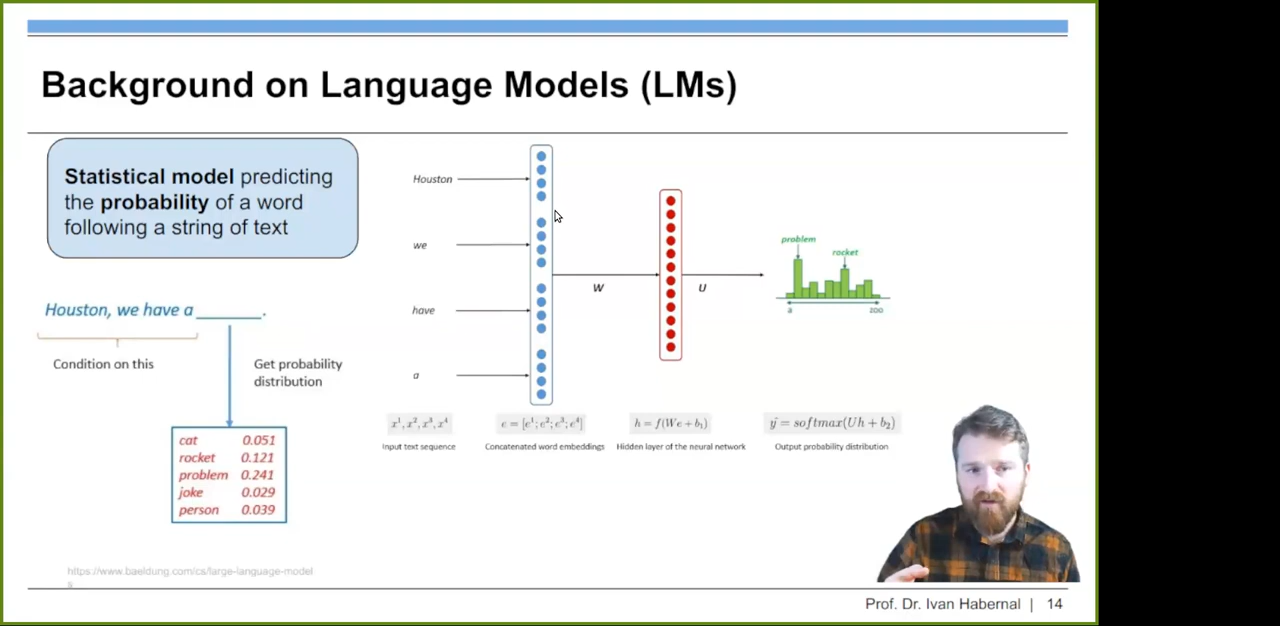 Background on Language Models (LMs)
Statistical model predicting
the probability of a word
following a string of text
Houston, we have a ______.
Condition on this
Get probability
distribution
cat 0.051
rocket 0.121
problem 0.241
joke 0.029
person 0.039
https://www.baeldung.com/cs/large-language-model
s
Houston
we
have
a
W
U
problem
rocket
a
zoo
x¹, x², x³, x⁴
Input text sequence
e = [e¹; e²; e³; e⁴]
Concatenated word embeddings
h = f(We + b₁)
Hidden layer of the neural network
ŷ = softmax(Uh + b₂)
Output probability distribution
Prof. Dr. Ivan Habernal | 14